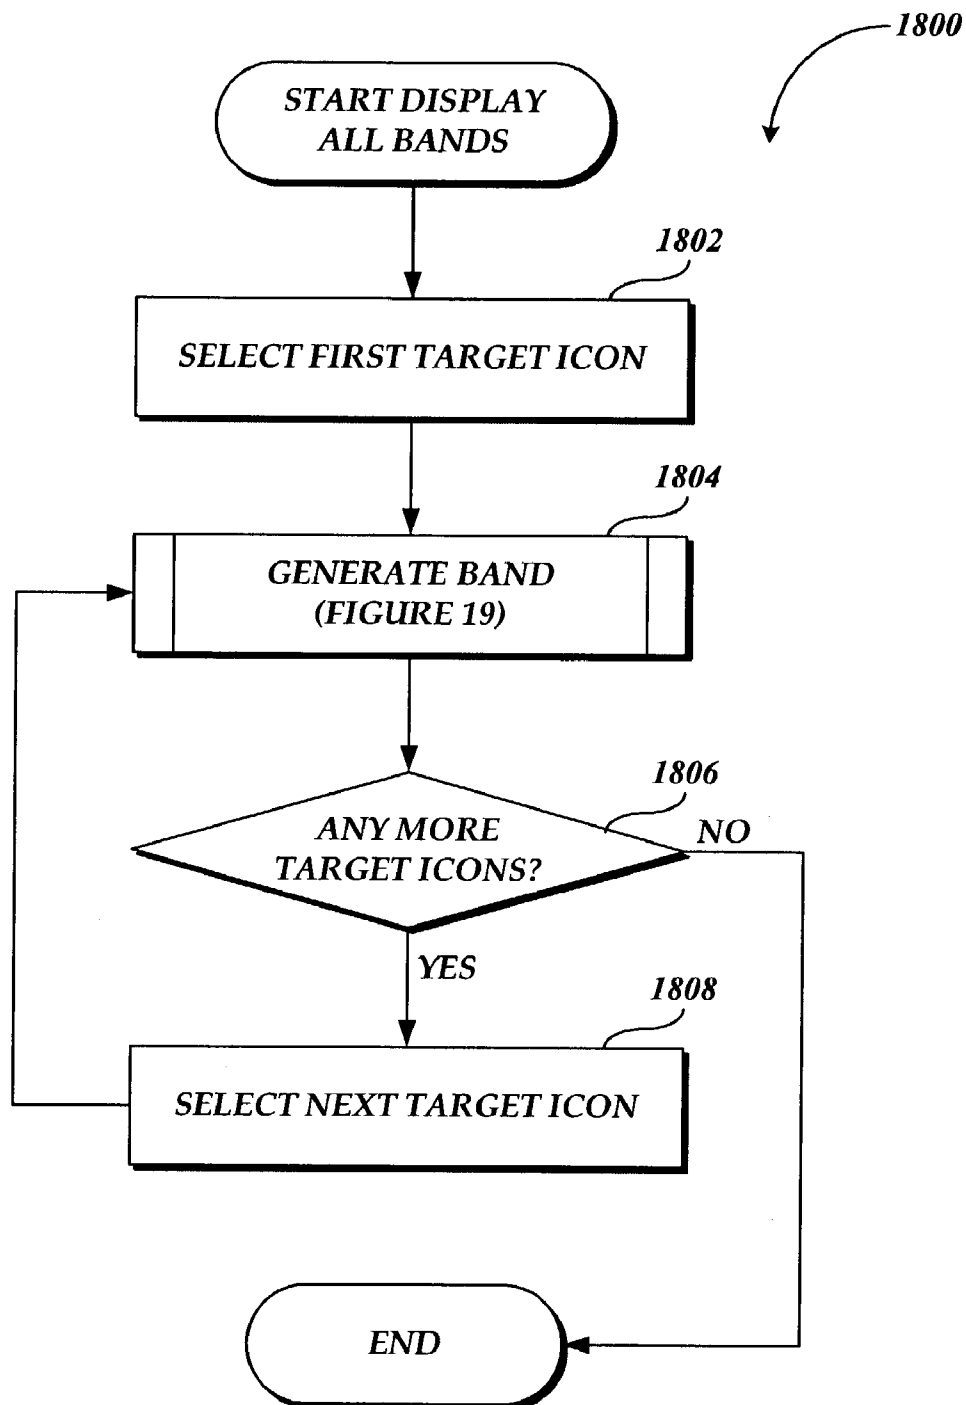 1800
START DISPLAY
ALL BANDS
1802
SELECT FIRST TARGET ICON
1804
GENERATE BAND
(FIGURE 19)
1806
ANY MORE
TARGET ICONS?
NO
YES
1808
SELECT NEXT TARGET ICON
END